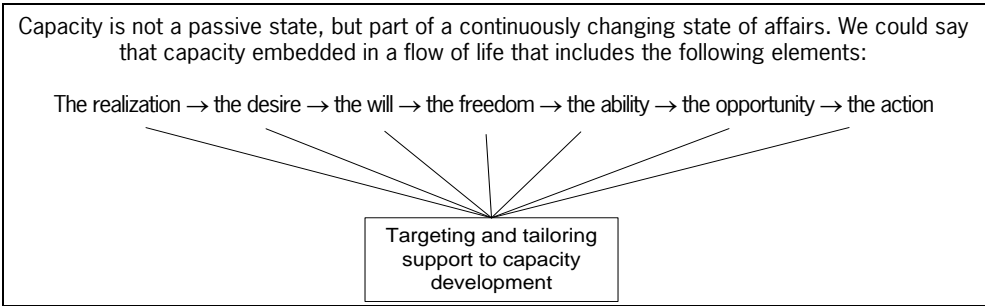 Capacity is not a passive state, but part of a continuously changing state of affairs. We could say
that capacity embedded in a flow of life that includes the following elements:
The realization → the desire → the will → the freedom → the ability → the opportunity → the action
Targeting and tailoring
support to capacity
development